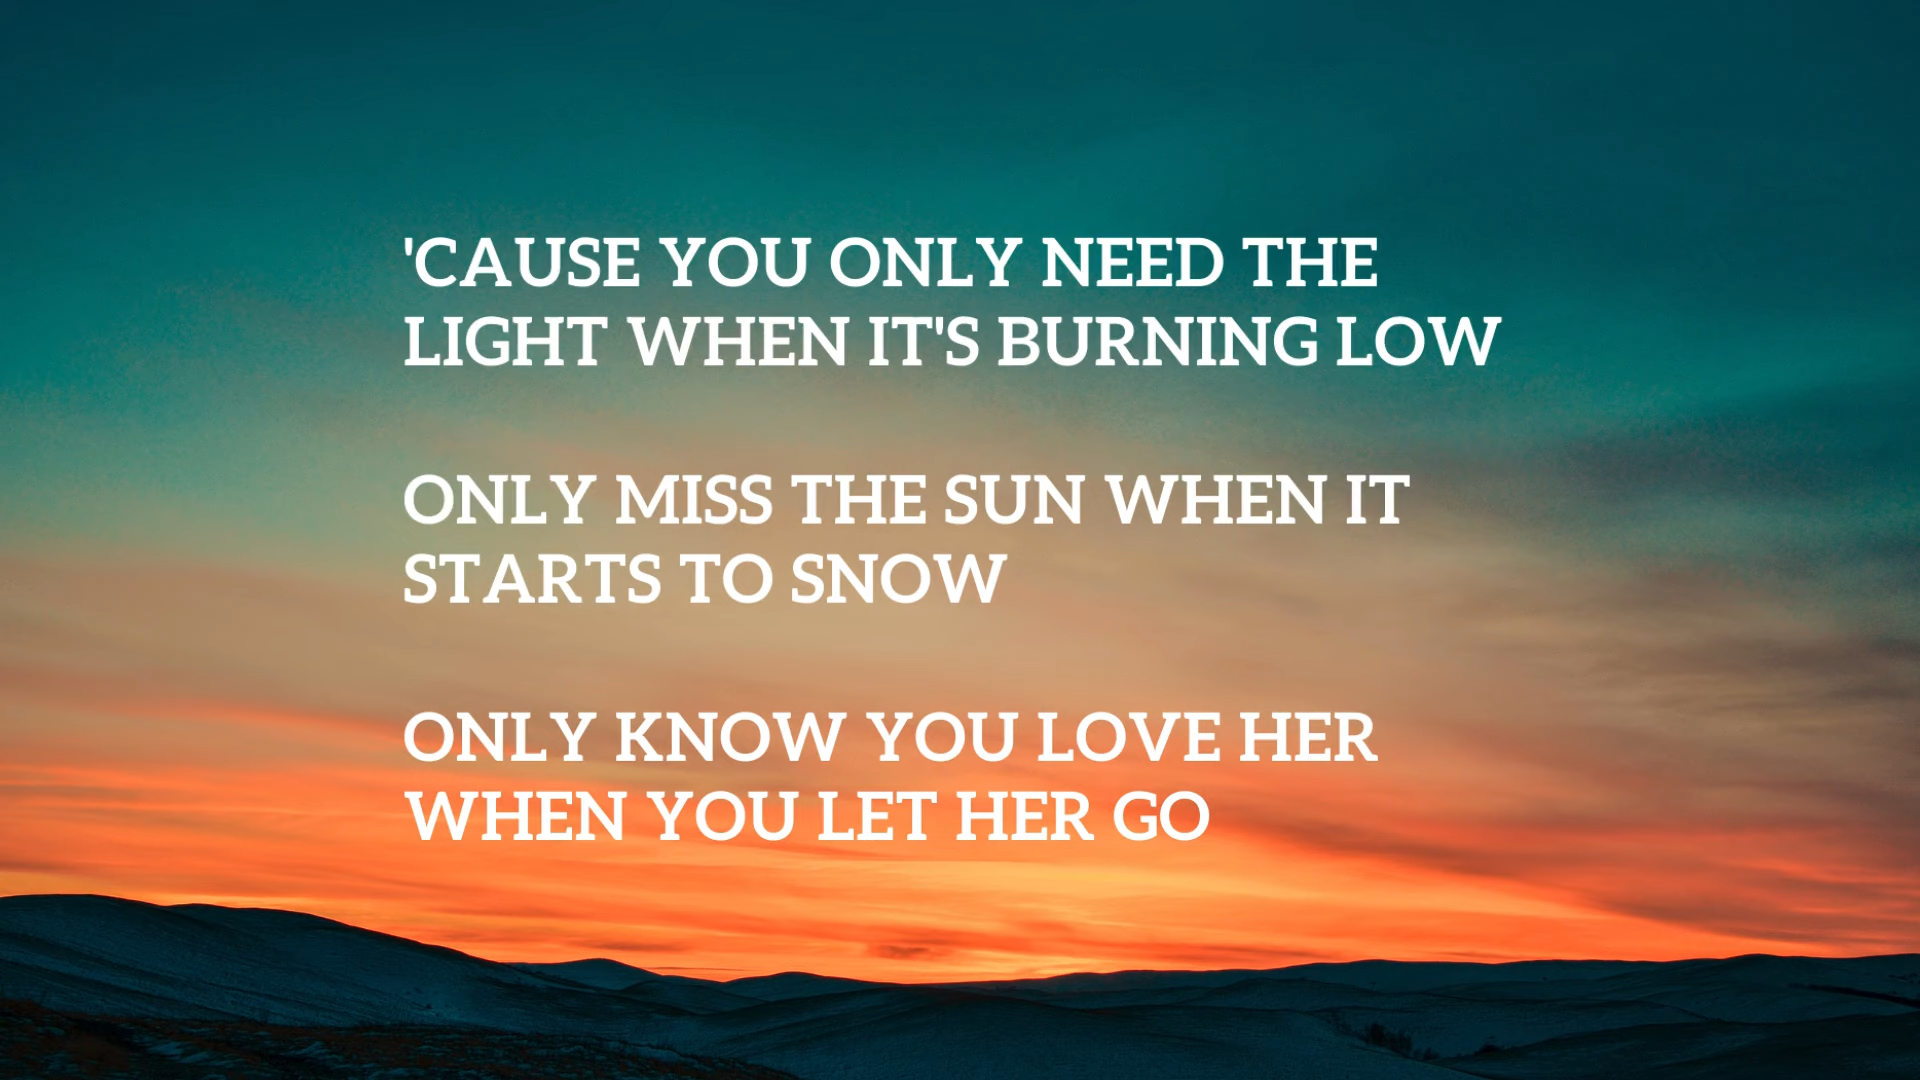 'CAUSE YOU ONLY NEED THE
LIGHT WHEN IT'S BURNING LOW
ONLY MISS THE SUN WHEN IT
STARTS TO SNOW
ONLY KNOW YOU LOVE HER
WHEN YOU LET HER GO